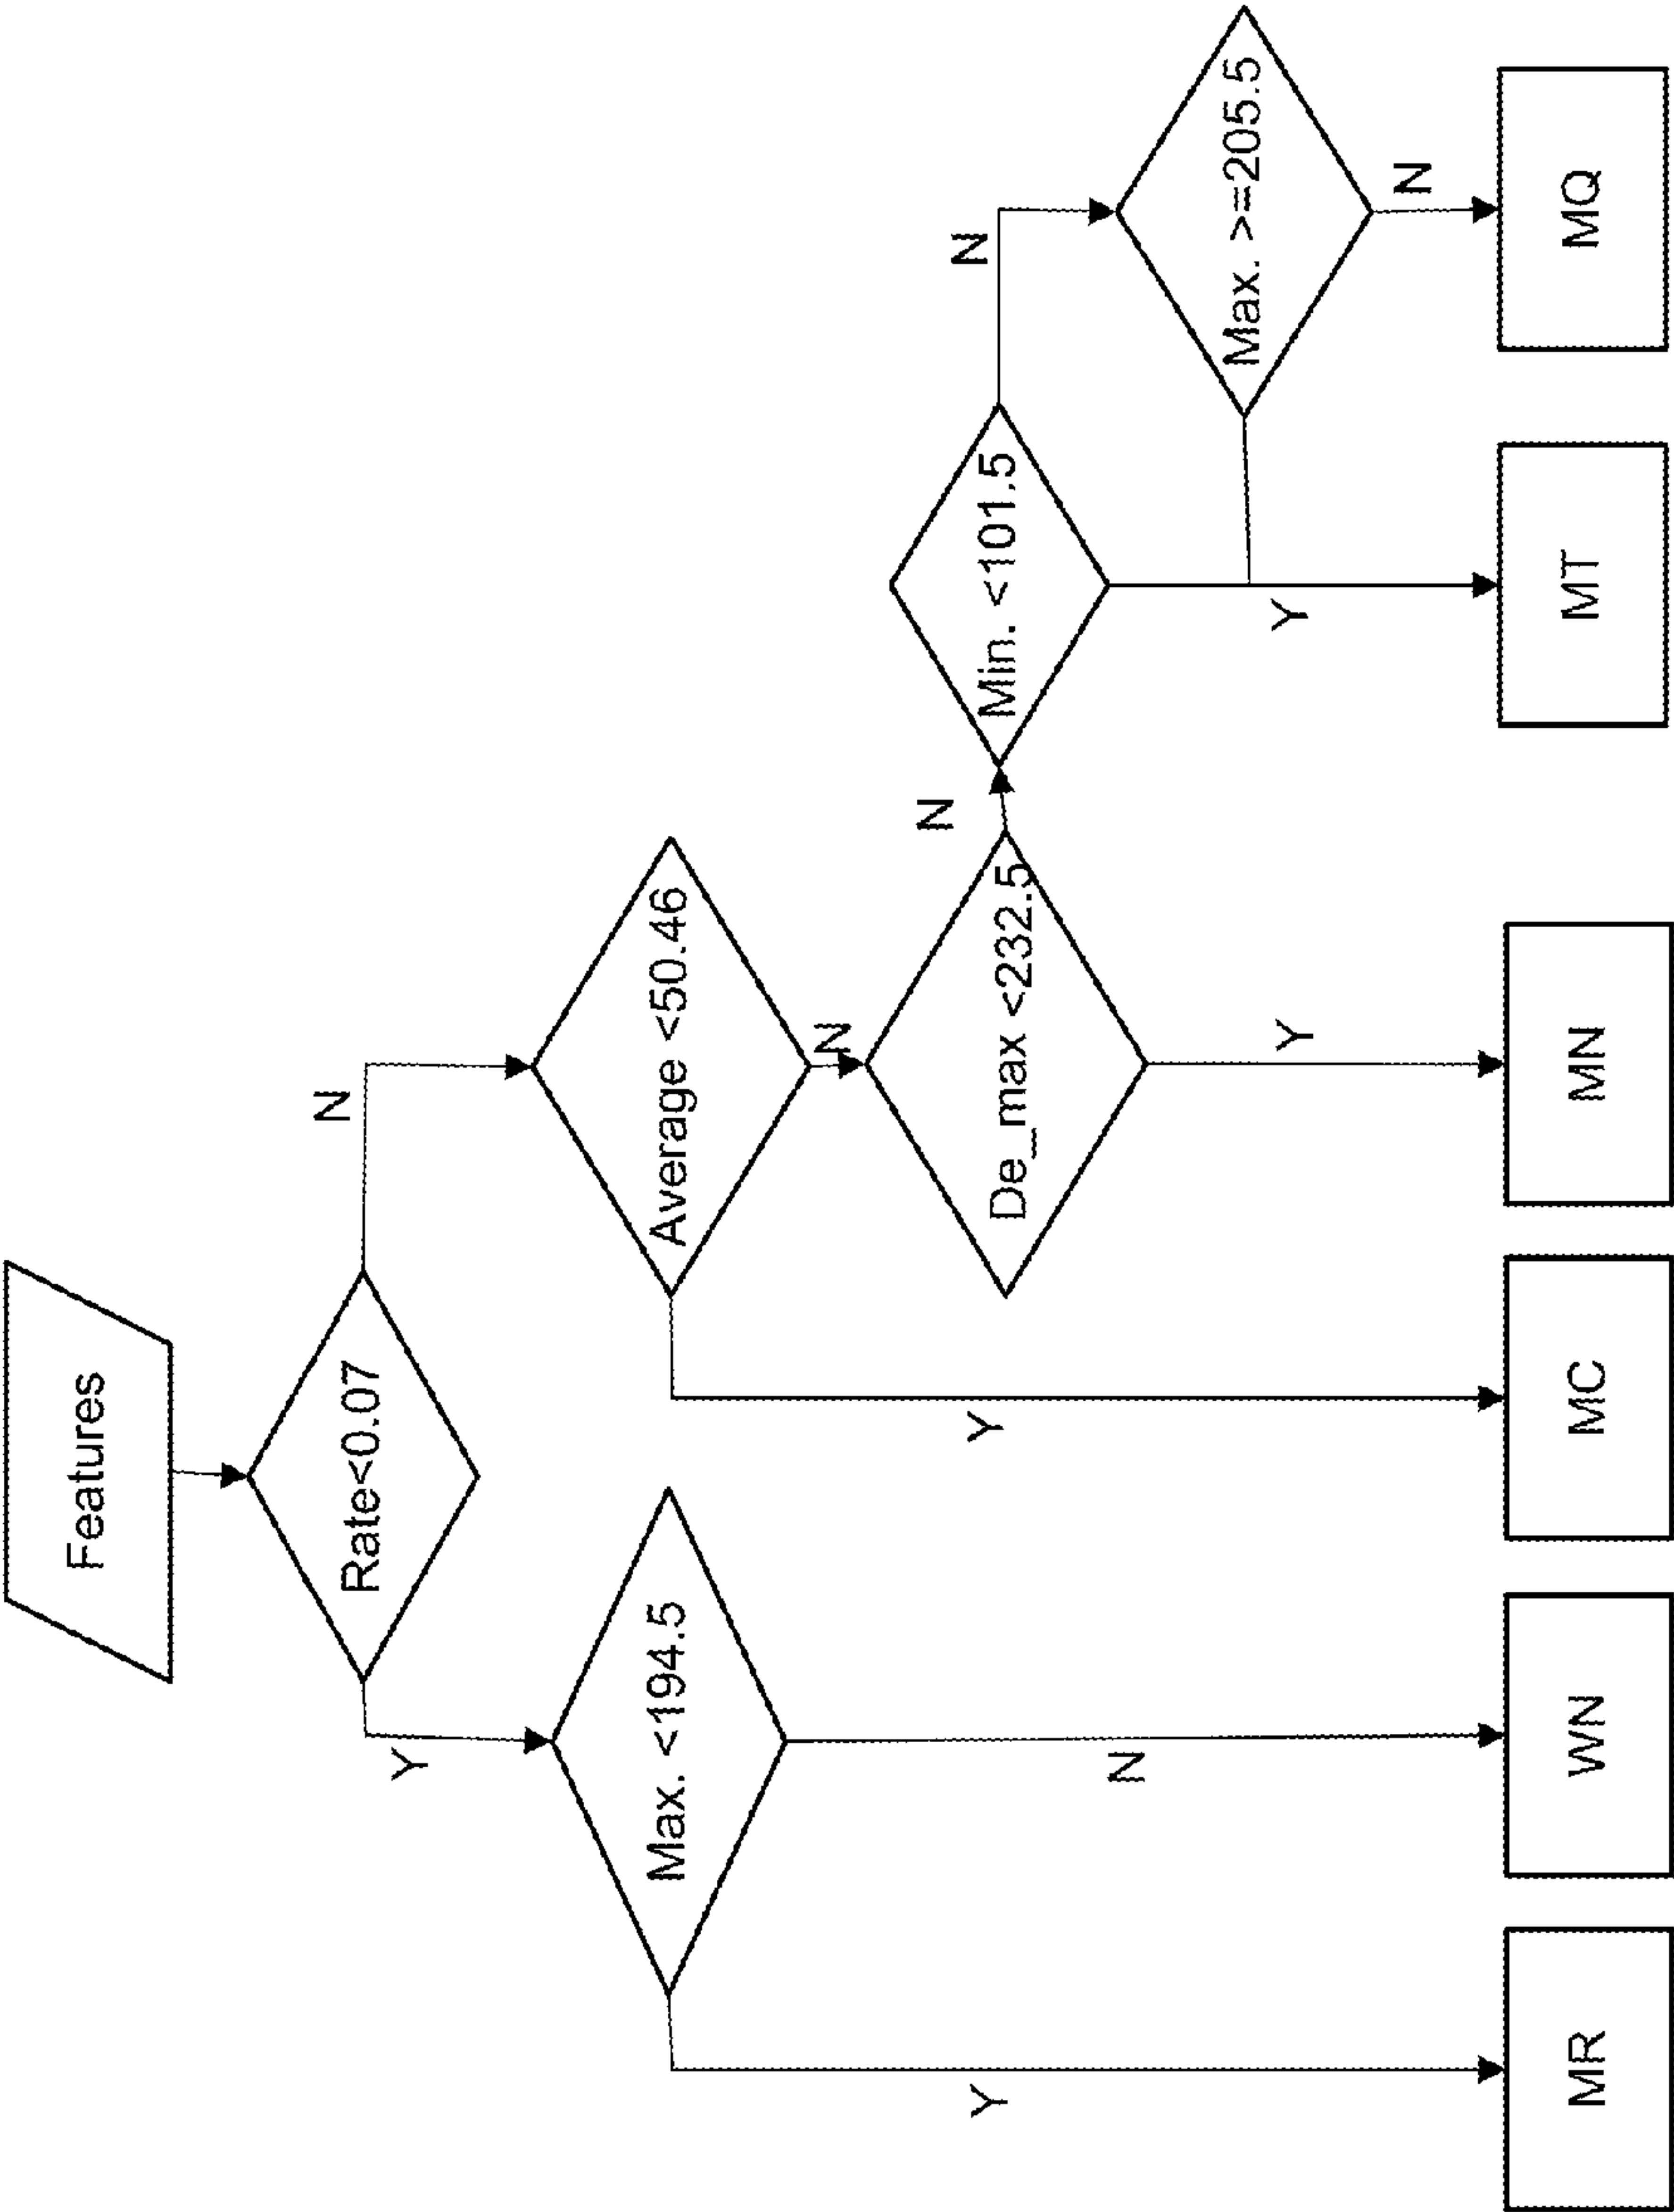 Features
Rate<0.07
Y
N
Max. <194.5
Average <50.46
N
De_max <232.5
N
Min. <101.5
N
Max. >=205.5
Y
N
Y
Y
Y
N
MR
WN
MC
MN
MT
MQ